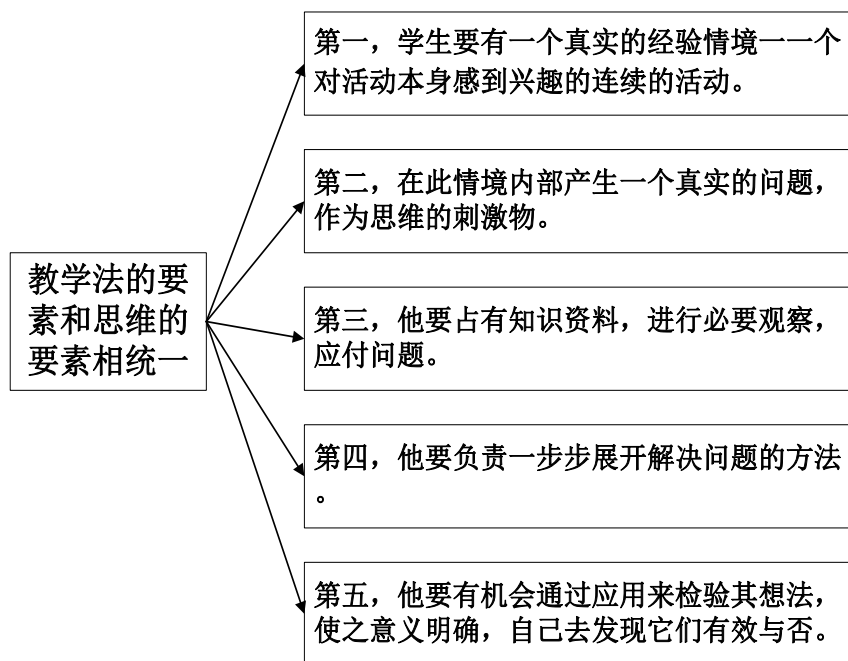 教学法的要
素和思维的
要素相统一
第一，学生要有一个真实的经验情境一一个
对活动本身感到兴趣的连续的活动。
第二，在此情境内部产生一个真实的问题，
作为思维的刺激物。
第三，他要占有知识资料，进行必要观察，
应付问题。
第四，他要负责一步步展开解决问题的方法
。
第五，他要有机会通过应用来检验其想法，
使之意义明确，自己去发现它们有效与否。